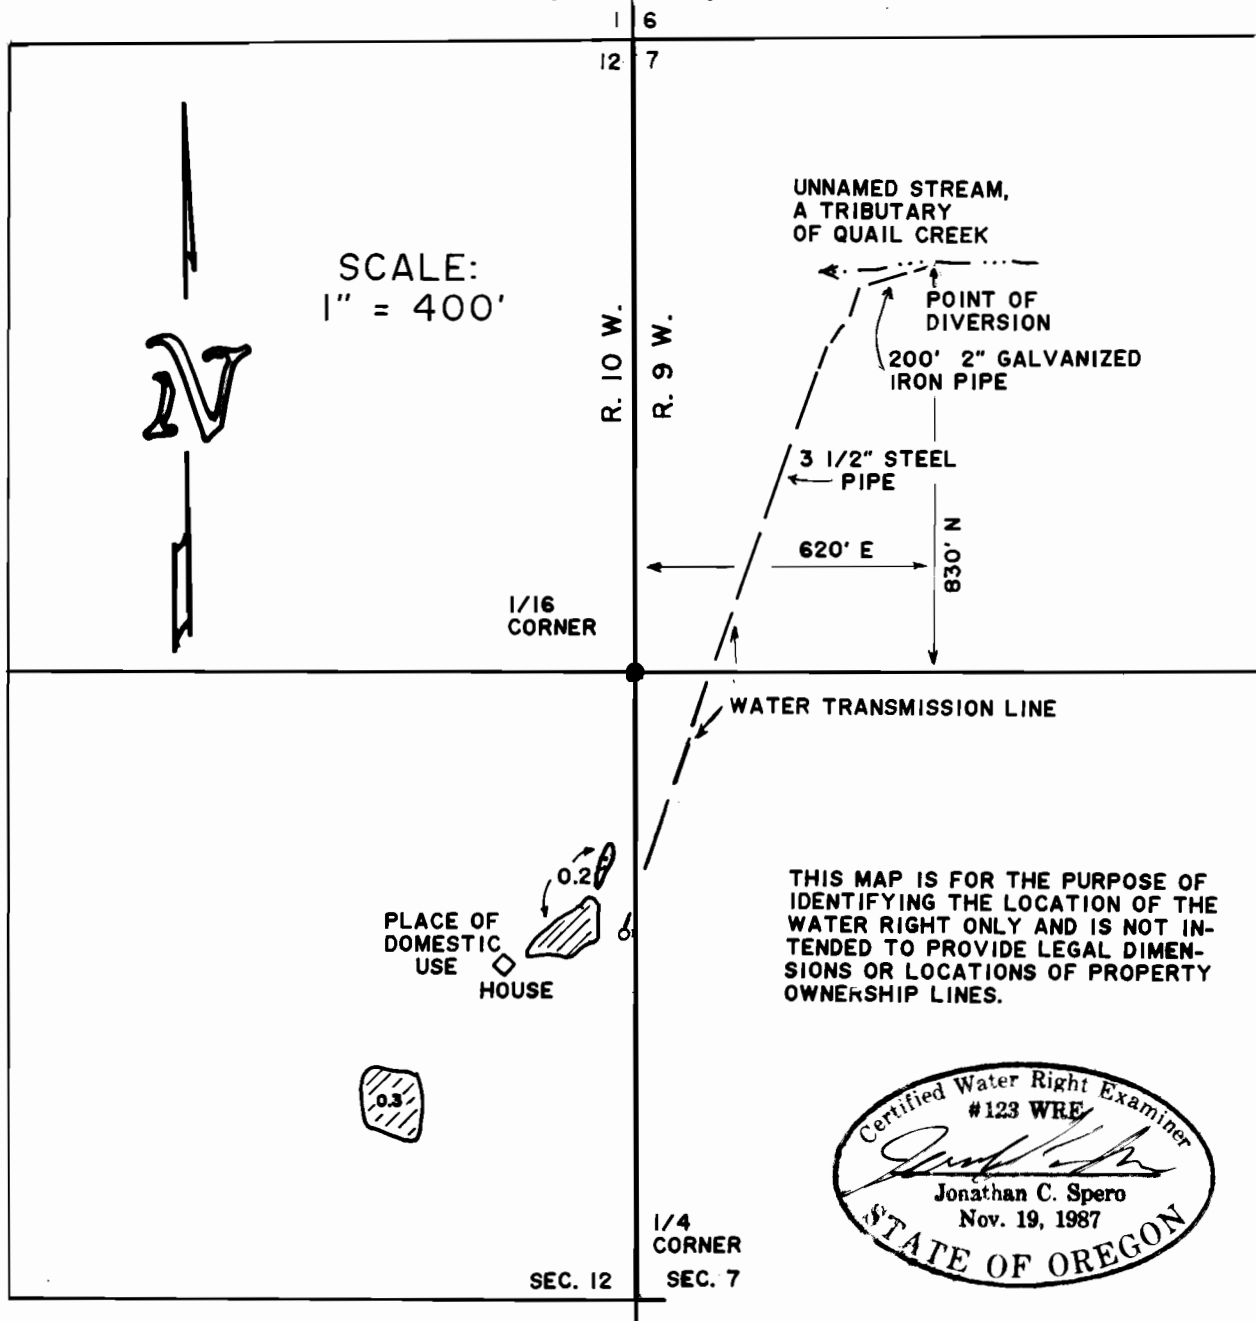 1 6
12 7
UNNAMED STREAM,
A TRIBUTARY
OF QUAIL CREEK
SCALE:
1" = 400'
N
R. 10 W.
R. 9 W.
POINT OF
DIVERSION
200' 2" GALVANIZED
IRON PIPE
3 1/2" STEEL
PIPE
620' E
830' N
1/16
CORNER
WATER TRANSMISSION LINE
0.2
PLACE OF
DOMESTIC
USE
HOUSE
0.3
THIS MAP IS FOR THE PURPOSE OF
IDENTIFYING THE LOCATION OF THE
WATER RIGHT ONLY AND IS NOT IN-
TENDED TO PROVIDE LEGAL DIMEN-
SIONS OR LOCATIONS OF PROPERTY
OWNERSHIP LINES.
Certified Water Right Examiner
#123 WRE
Jonathan C. Spero
Nov. 19, 1987
STATE OF OREGON
1/4
CORNER
SEC. 12 SEC. 7